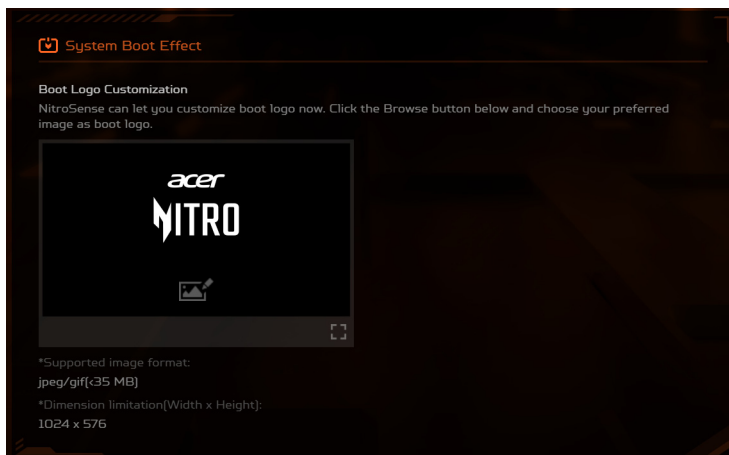 System Boot Effect
Boot Logo Customization
NitroSense can let you customize boot logo now. Click the Browse button below and choose your preferred
image as boot logo.
acer
NITRO
*Supported image format:
jpeg/gif(<35 MB)
*Dimension limitation(Width x Height):
1024 x 576